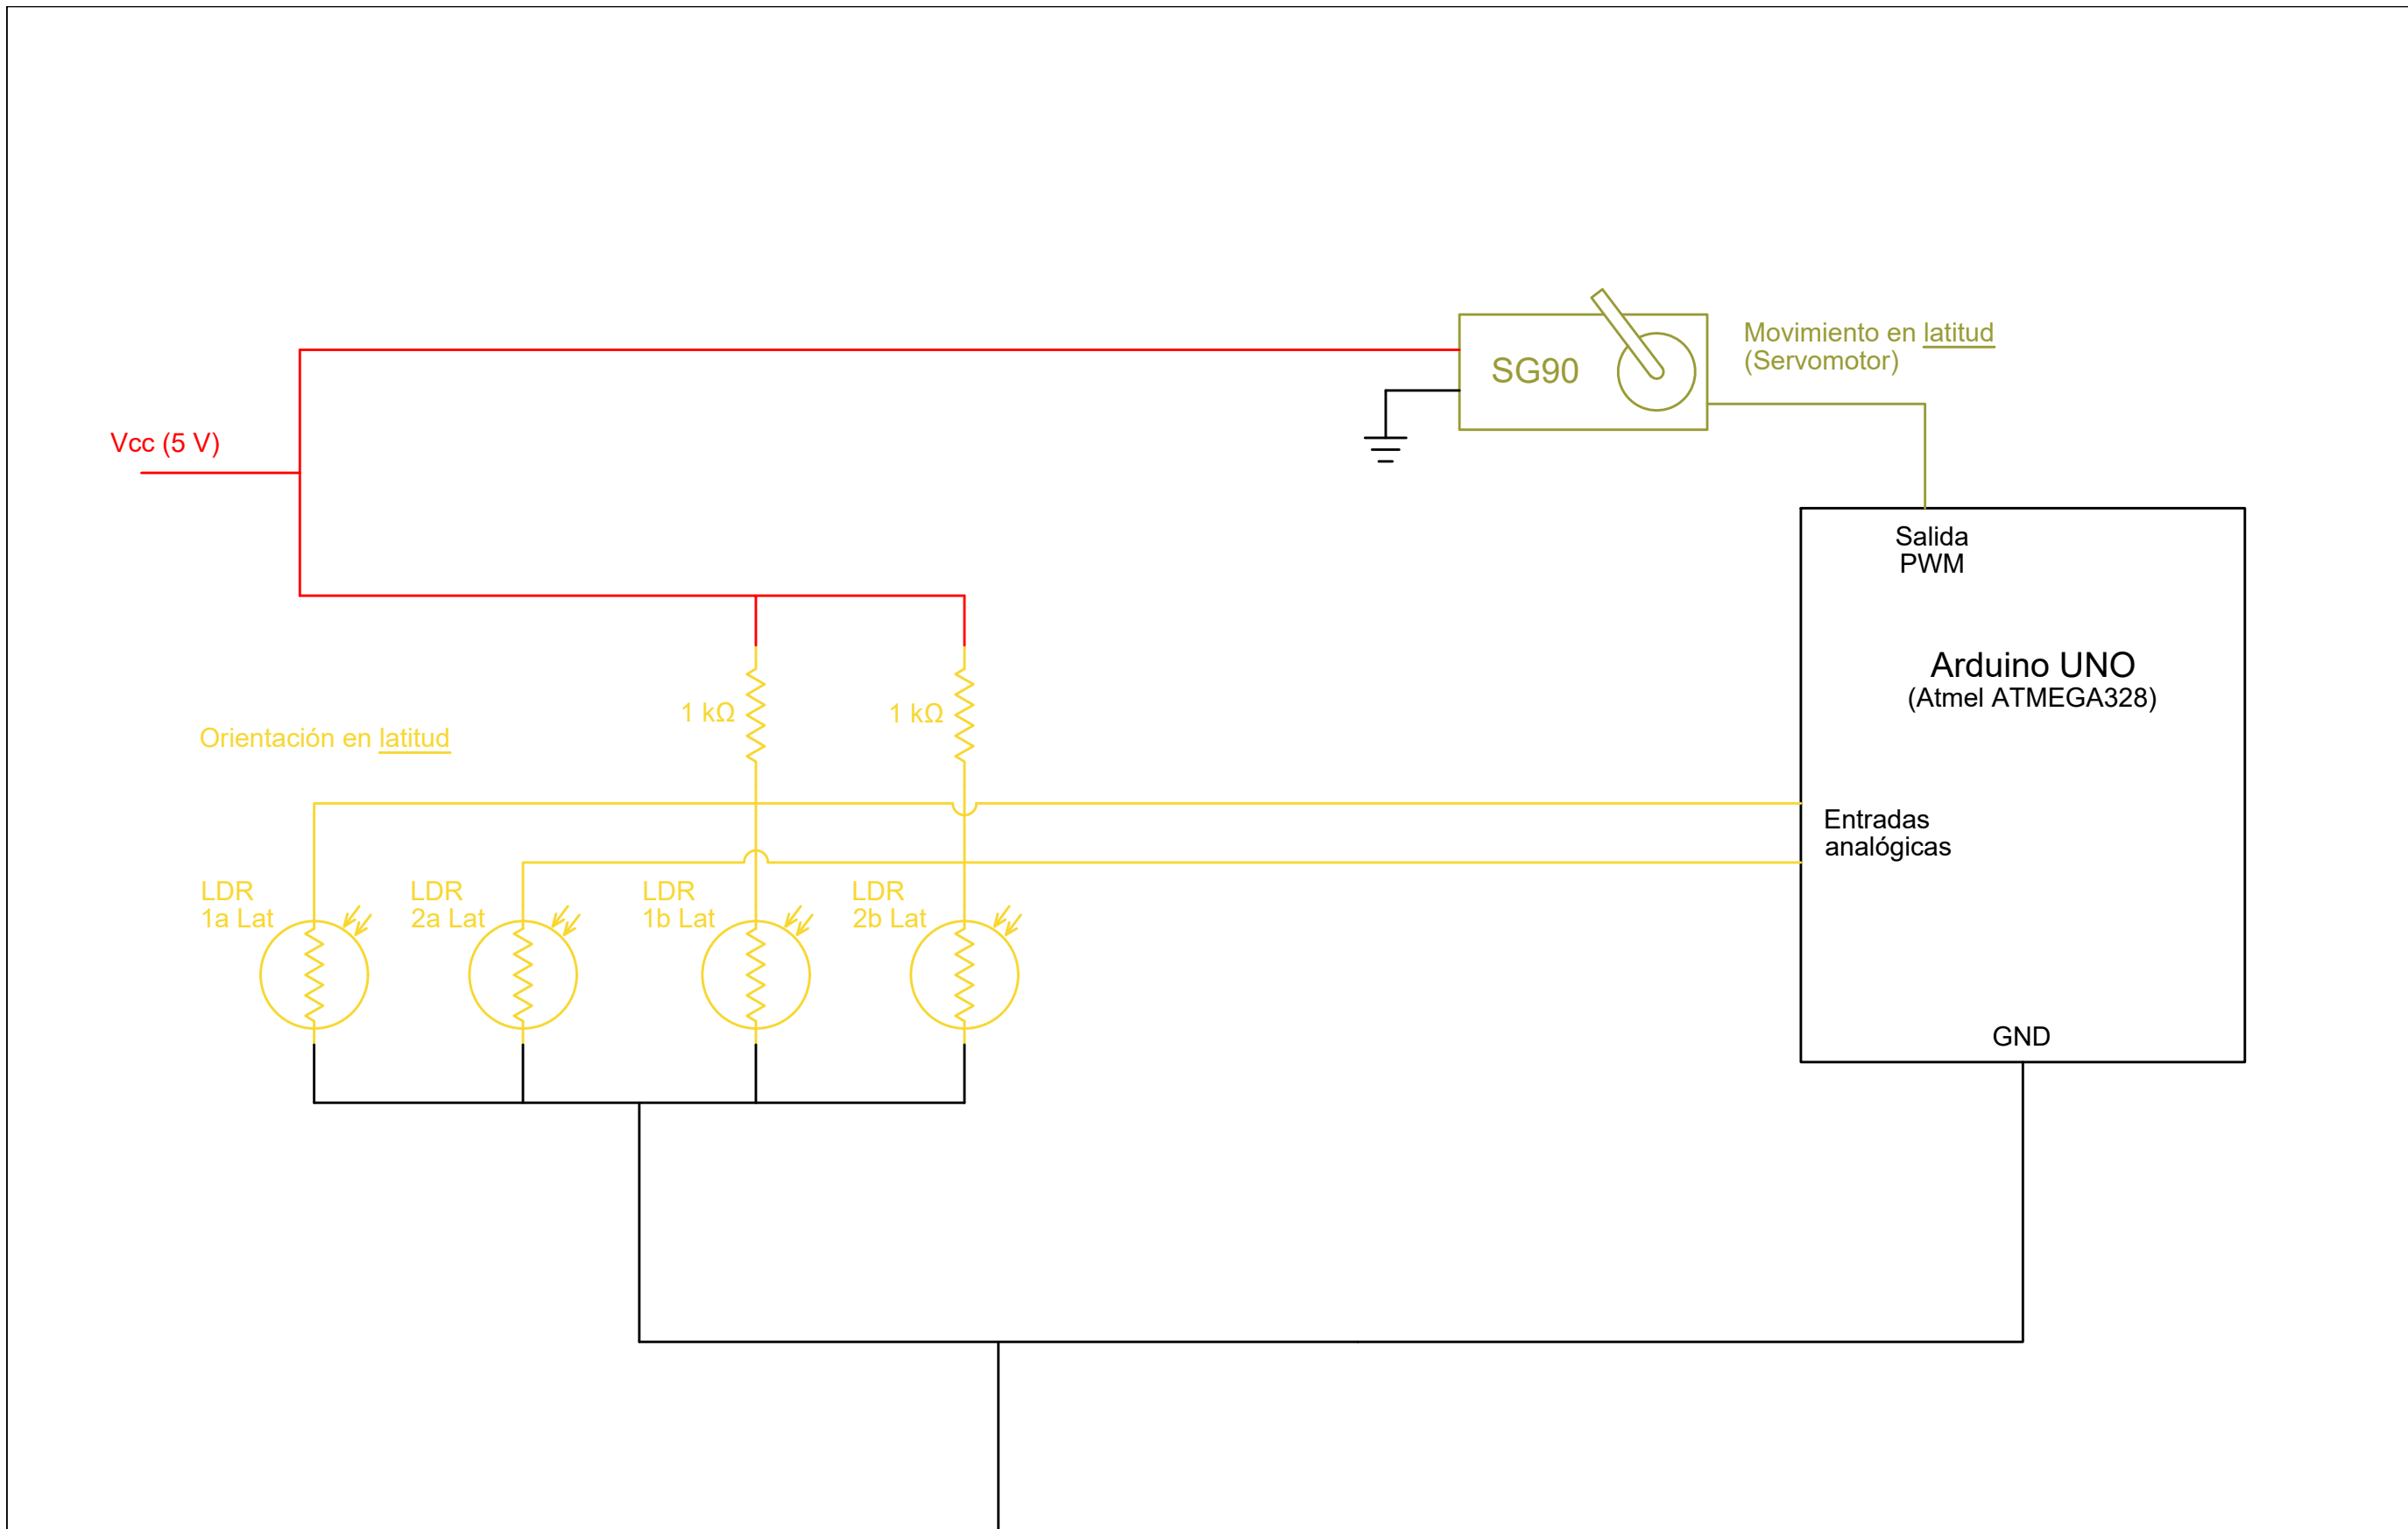 Movimiento en latitud
(Servomotor)
SG90
Vcc (5 V)
Salida
PWM
Arduino UNO
(Atmel ATMEGA328)
1 kΩ
1 kΩ
Orientación en latitud
Entradas
analógicas
LDR
1a Lat
LDR
2a Lat
LDR
1b Lat
LDR
2b Lat
GND